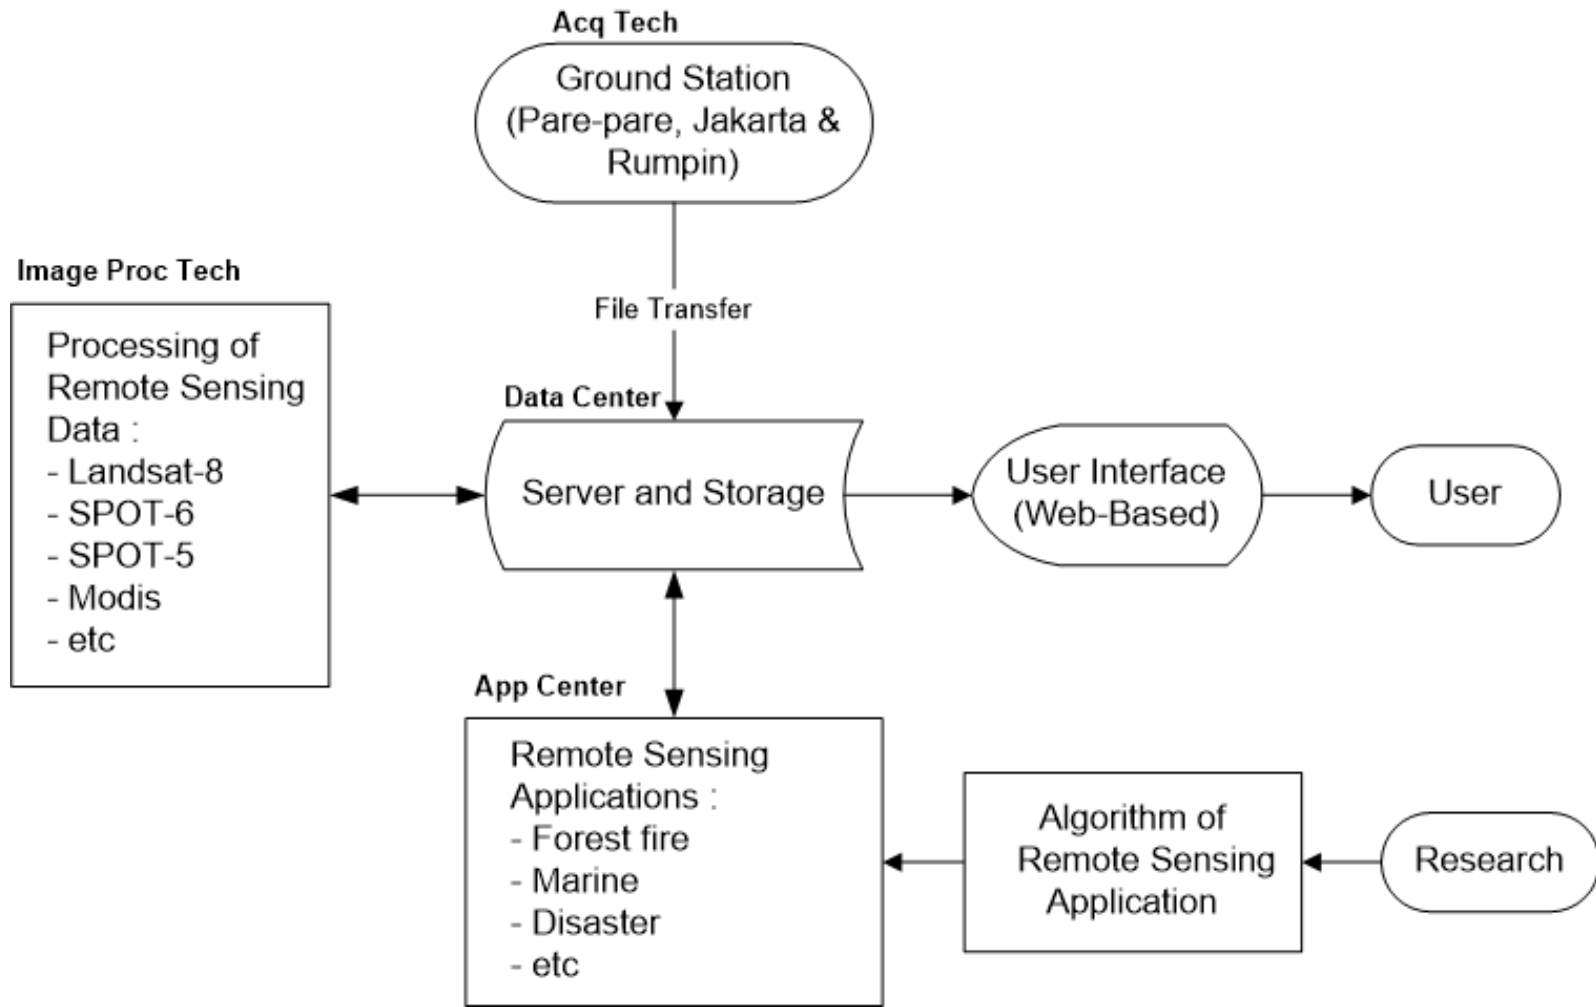 Acq Tech
Ground Station
(Pare-pare, Jakarta &
Rumpin)
File Transfer
Image Proc Tech
Processing of
Remote Sensing
Data :
- Landsat-8
- SPOT-6
- SPOT-5
- Modis
- etc
Data Center
Server and Storage
User Interface
(Web-Based)
User
App Center
Remote Sensing
Applications :
- Forest fire
- Marine
- Disaster
- etc
Algorithm of
Remote Sensing
Application
Research